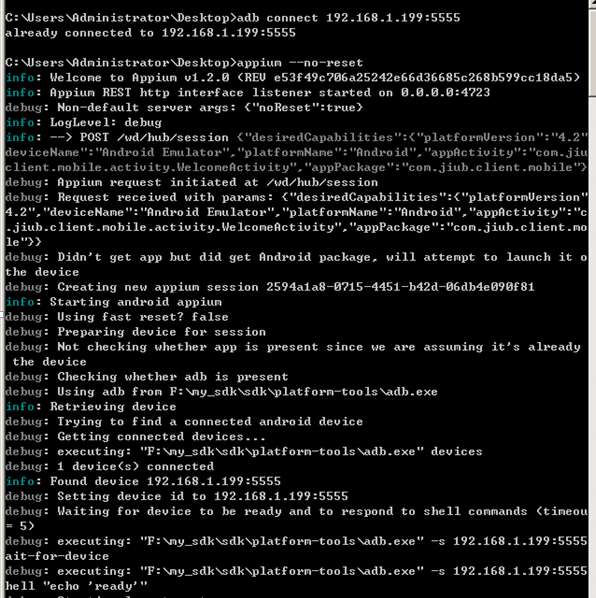 C:\Users\Administrator\Desktop>adb connect 192.168.1.199:5555
already connected to 192.168.1.199:5555
C:\Users\Administrator\Desktop>appium --no-reset
info: Welcome to Appium v1.2.0 (REV e53f49c706a25242e66d36685c268b599cc18da5)
info: Appium REST http interface listener started on 0.0.0.0:4723
debug: Non-default server args: {"noReset":true}
info: LogLevel: debug
info: --> POST /wd/hub/session {"desiredCapabilities":{"platformVersion":"4.2"
deviceName":"Android Emulator","platformName":"Android","appActivity":"com.jiu
client.mobile.activity.WelcomeActivity","appPackage":"com.jiub.client.mobile"}
debug: Appium request initiated at /wd/hub/session
debug: Request received with params: {"desiredCapabilities":{"platformVersion"
4.2","deviceName":"Android Emulator","platformName":"Android","appActivity":"c
.jiub.client.mobile.activity.WelcomeActivity","appPackage":"com.jiub.client.mo
le"}}
debug: Didn't get app but did get Android package, will attempt to launch it o
the device
debug: Creating new appium session 2594a1a8-0715-4451-b42d-06db4e090f81
info: Starting android appium
debug: Using fast reset? false
debug: Preparing device for session
debug: Not checking whether app is present since we are assuming it's already
the device
debug: Checking whether adb is present
debug: Using adb from F:\my_sdk\sdk\platform-tools\adb.exe
info: Retrieving device
debug: Trying to find a connected android device
debug: Getting connected devices...
debug: executing: "F:\my_sdk\sdk\platform-tools\adb.exe" devices
debug: 1 device(s) connected
info: Found device 192.168.1.199:5555
debug: Setting device id to 192.168.1.199:5555
debug: Waiting for device to be ready and to respond to shell commands (timeou
= 5)
debug: executing: "F:\my_sdk\sdk\platform-tools\adb.exe" -s 192.168.1.199:5555
ait-for-device
debug: executing: "F:\my_sdk\sdk\platform-tools\adb.exe" -s 192.168.1.199:5555
hell "echo 'ready'"